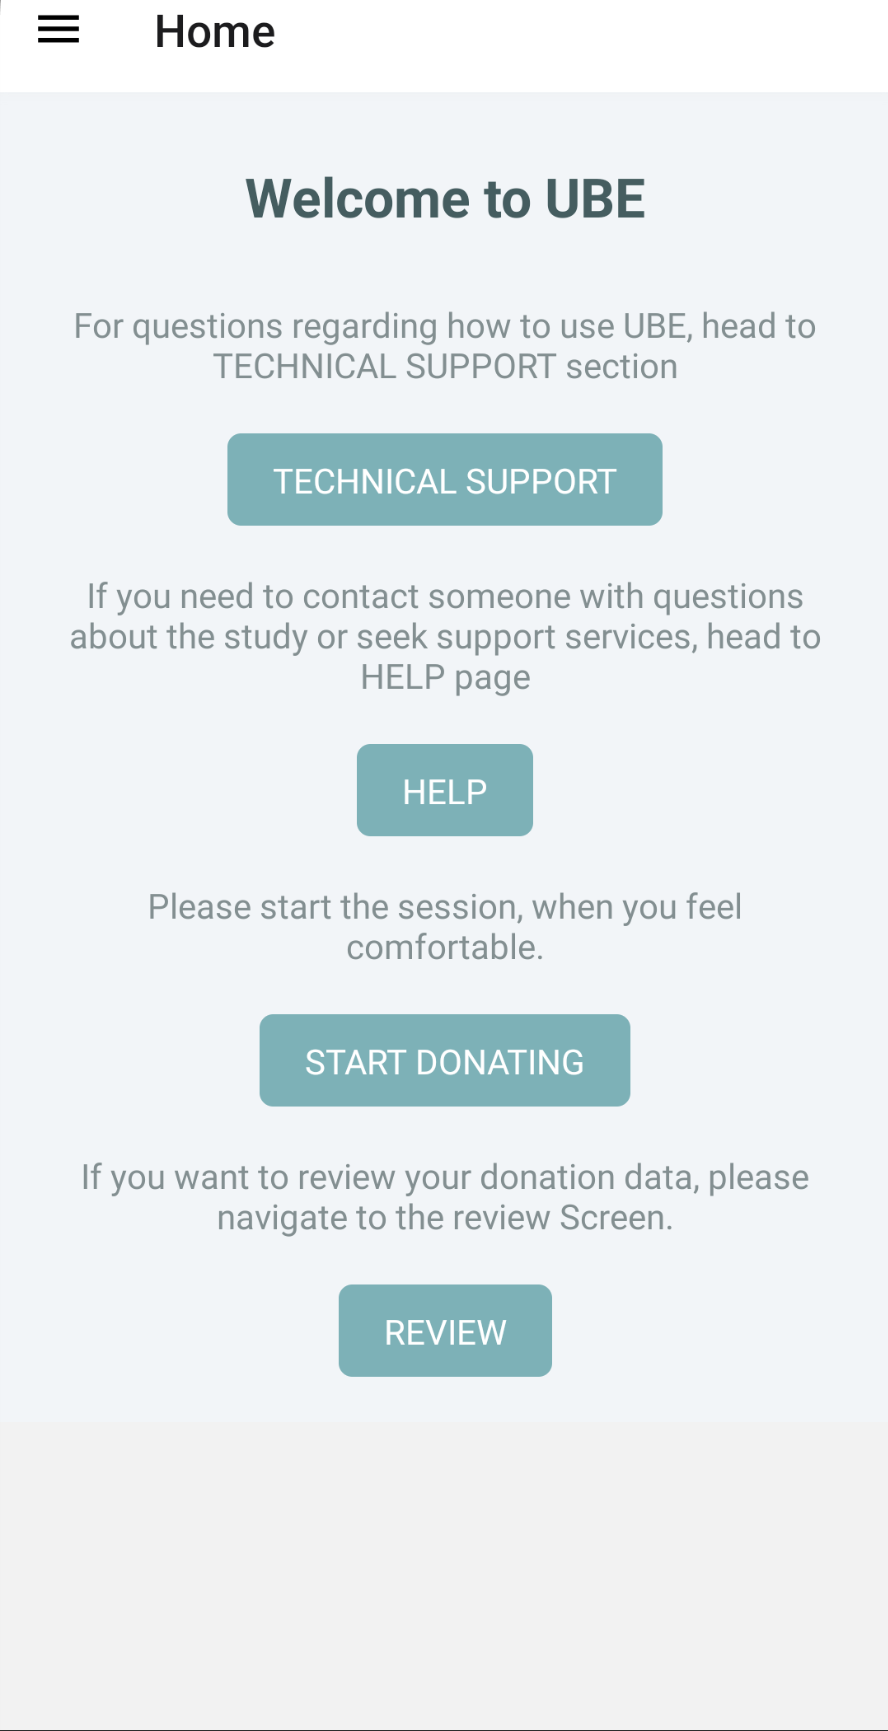 Home
Welcome to UBE
For questions regarding how to use UBE, head to
TECHNICAL SUPPORT section
TECHNICAL SUPPORT
If you need to contact someone with questions
about the study or seek support services, head to
HELP page
HELP
Please start the session, when you feel
comfortable.
START DONATING
If you want to review your donation data, please
navigate to the review Screen.
REVIEW